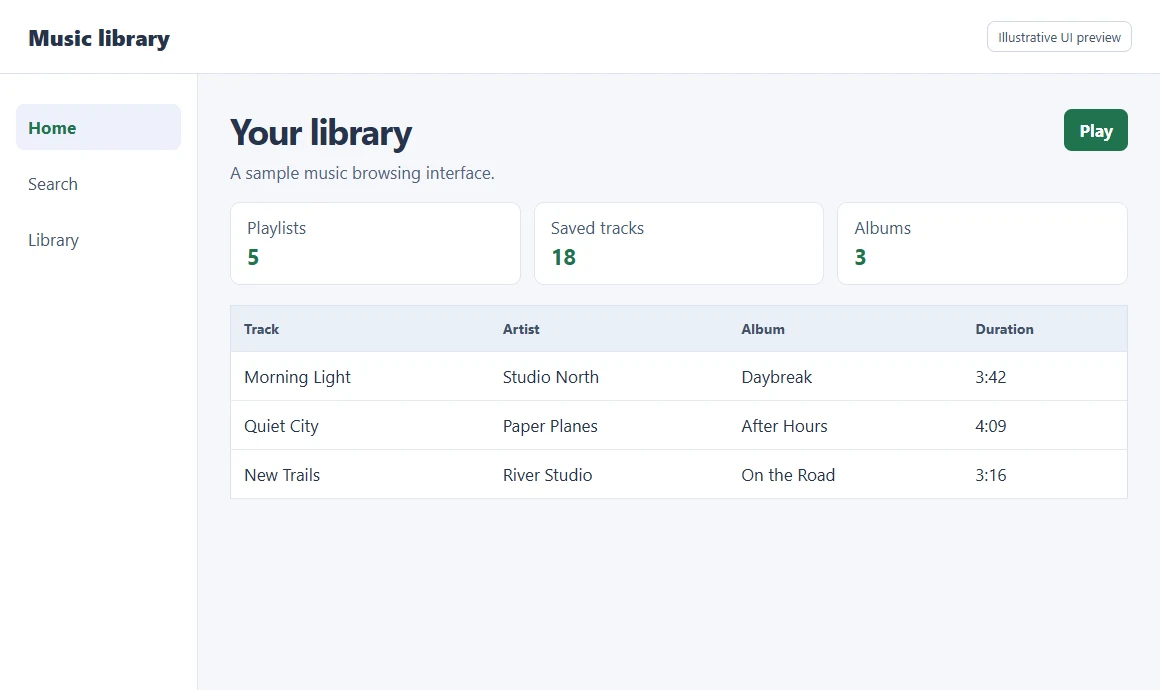 Music library
Illustrative UI preview
Home
Search
Library
Your library
Play
A sample music browsing interface.
Playlists
5
Saved tracks
18
Albums
3
Track Artist Album Duration
Morning Light Studio North Daybreak 3:42
Quiet City Paper Planes After Hours 4:09
New Trails River Studio On the Road 3:16